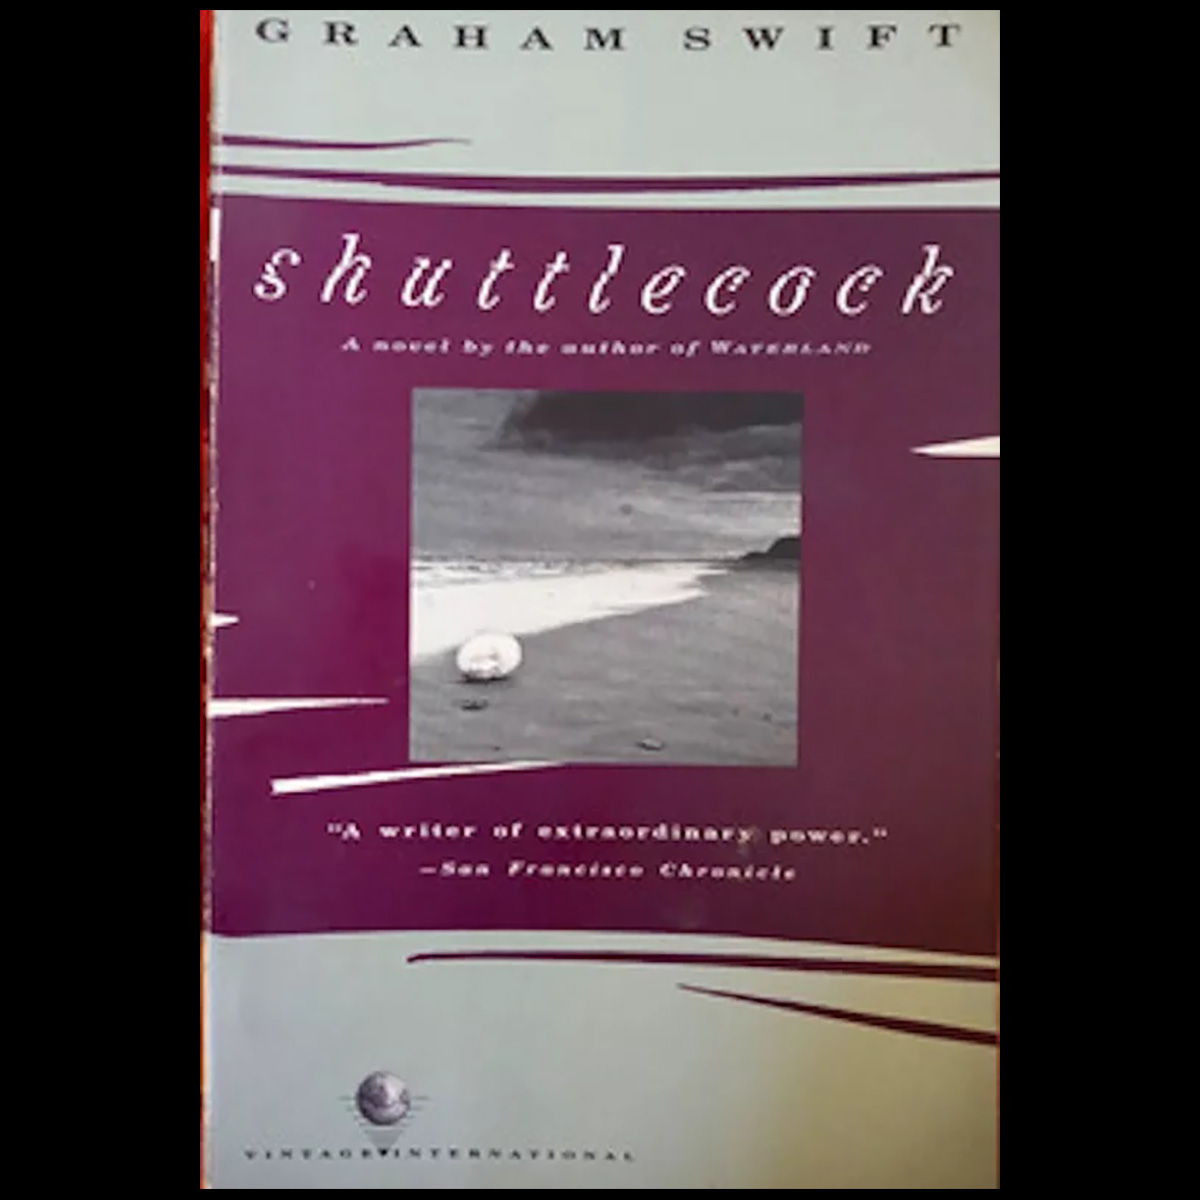 GRAHAM SWIFT
shuttlecock
A novel by the author of WATERLAND
"A writer of extraordinary power."
—San Francisco Chronicle
VINTAGE INTERNATIONAL